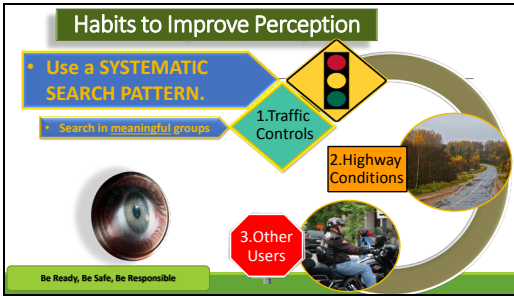 Habits to Improve Perception
• Use a SYSTEMATIC
SEARCH PATTERN.
• Search in meaningful groups
1.Traffic
Controls
2.Highway
Conditions
3.Other
Users
Be Ready, Be Safe, Be Responsible